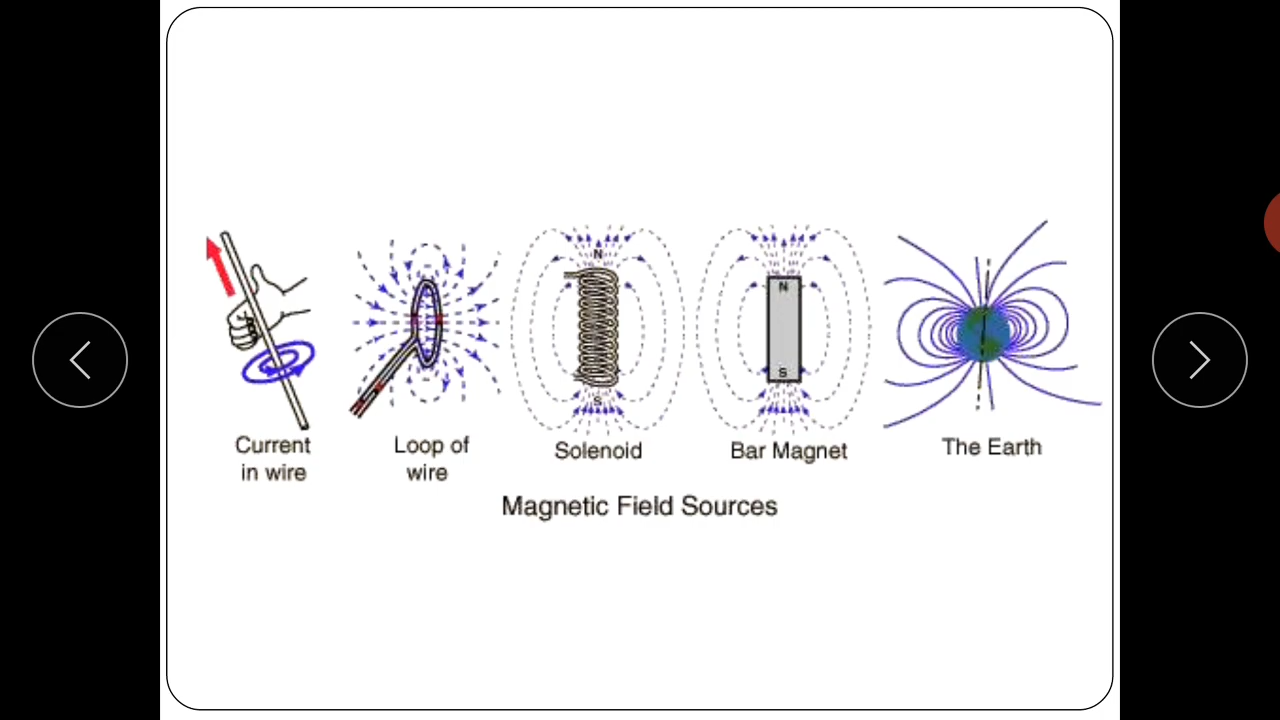 N
S
N
S
Current
in wire
Loop of
wire
Solenoid
Bar Magnet
The Earth
Magnetic Field Sources